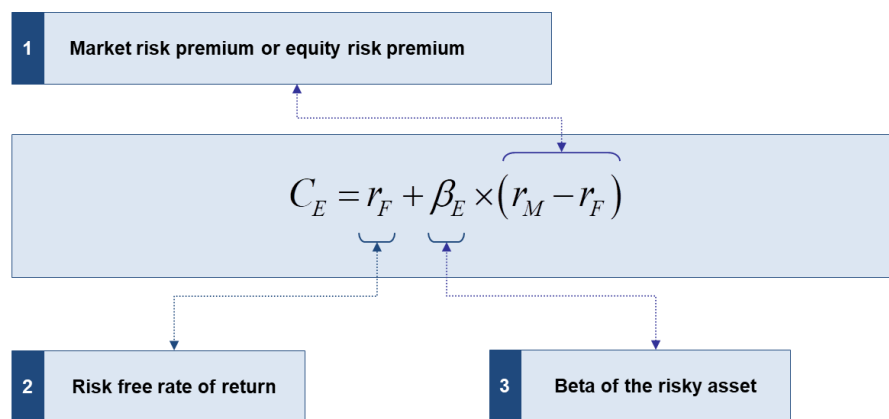 1 Market risk premium or equity risk premium
C_E = r_F + β_E × (r_M − r_F)
2 Risk free rate of return
3 Beta of the risky asset